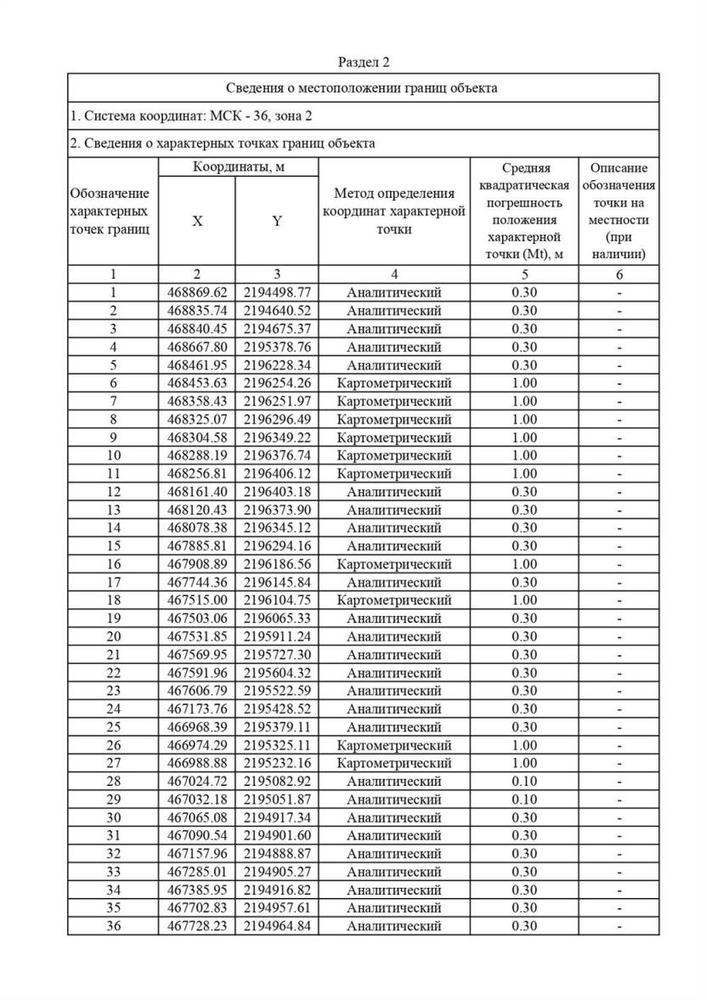 Раздел 2
Сведения о местоположении границ объекта
1. Система координат: МСК - 36, зона 2
2. Сведения о характерных точках границ объекта
Обозначение характерных точек границ
Координаты, м
X
Y
Метод определения координат характерной точки
Средняя квадратическая погрешность положения характерной точки (Mt), м
Описание обозначения точки на местности (при наличии)
1 2 3 4 5 6
1 468869.62 2194498.77 Аналитический 0.30 -
2 468835.74 2194640.52 Аналитический 0.30 -
3 468840.45 2194675.37 Аналитический 0.30 -
4 468667.80 2195378.76 Аналитический 0.30 -
5 468461.95 2196228.34 Аналитический 0.30 -
6 468453.63 2196254.26 Картометрический 1.00 -
7 468358.43 2196251.97 Картометрический 1.00 -
8 468325.07 2196296.49 Картометрический 1.00 -
9 468304.58 2196349.22 Картометрический 1.00 -
10 468288.19 2196376.74 Картометрический 1.00 -
11 468256.81 2196406.12 Картометрический 1.00 -
12 468161.40 2196403.18 Аналитический 0.30 -
13 468120.43 2196373.90 Аналитический 0.30 -
14 468078.38 2196345.12 Аналитический 0.30 -
15 467885.81 2196294.16 Аналитический 0.30 -
16 467908.89 2196186.56 Картометрический 1.00 -
17 467744.36 2196145.84 Аналитический 0.30 -
18 467515.00 2196104.75 Картометрический 1.00 -
19 467503.06 2196065.33 Аналитический 0.30 -
20 467531.85 2195911.24 Аналитический 0.30 -
21 467569.95 2195727.30 Аналитический 0.30 -
22 467591.96 2195604.32 Аналитический 0.30 -
23 467606.79 2195522.59 Аналитический 0.30 -
24 467173.76 2195428.52 Аналитический 0.30 -
25 466968.39 2195379.11 Аналитический 0.30 -
26 466974.29 2195325.11 Картометрический 1.00 -
27 466988.88 2195232.16 Картометрический 1.00 -
28 467024.72 2195082.92 Аналитический 0.10 -
29 467032.18 2195051.87 Аналитический 0.10 -
30 467065.08 2194917.34 Аналитический 0.30 -
31 467090.54 2194901.60 Аналитический 0.30 -
32 467157.96 2194888.87 Аналитический 0.30 -
33 467285.01 2194905.27 Аналитический 0.30 -
34 467385.95 2194916.82 Аналитический 0.30 -
35 467702.83 2194957.61 Аналитический 0.30 -
36 467728.23 2194964.84 Аналитический 0.30 -